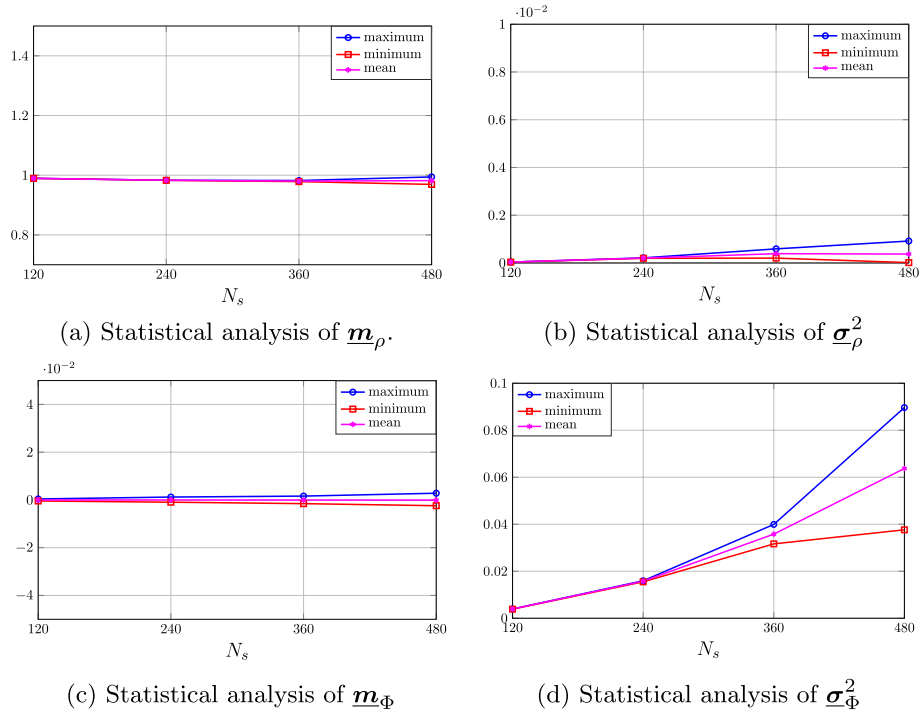 1.4
1.2
1
0.8
120
240
360
480
N_s
maximum
minimum
mean
(a) Statistical analysis of m_ρ.
·10^−2
1
0.8
0.6
0.4
0.2
0
120
240
360
480
N_s
maximum
minimum
mean
(b) Statistical analysis of σ_ρ^2
·10^−2
4
2
0
−2
−4
120
240
360
480
N_s
maximum
minimum
mean
(c) Statistical analysis of m_Φ
0.1
0.08
0.06
0.04
0.02
0
120
240
360
480
N_s
maximum
minimum
mean
(d) Statistical analysis of σ_Φ^2